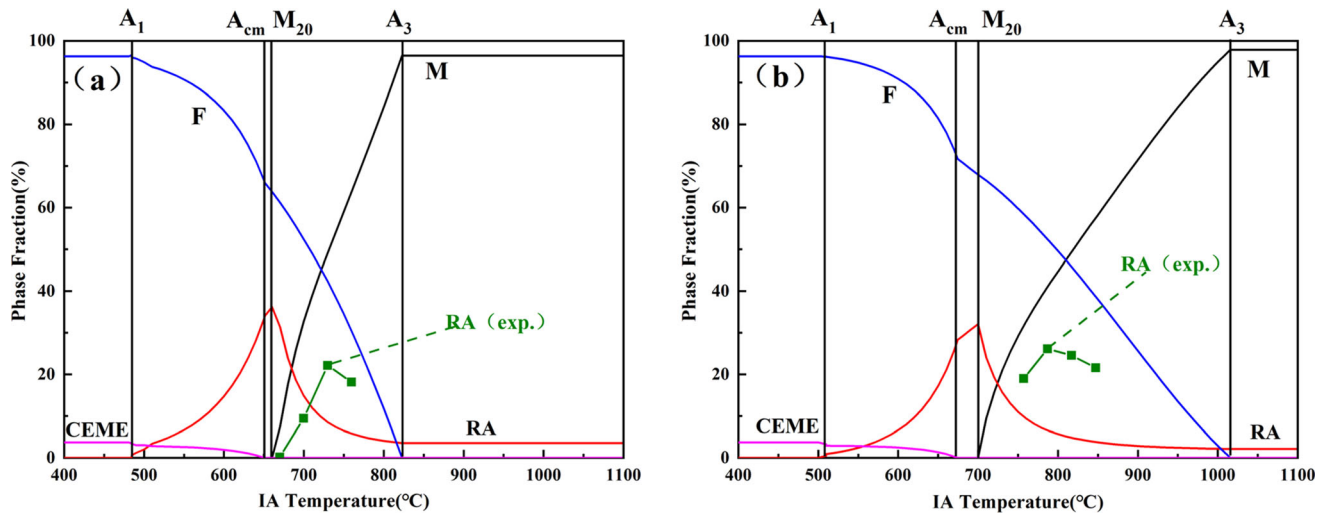 A1 Acm M20 A3
100
80
60
40
20
0
Phase Fraction(%)
（a）
F
M
RA（exp.）
CEME
RA
400 500 600 700 800 900 1000 1100
IA Temperature(℃)
A1 Acm M20 A3
100
80
60
40
20
0
Phase Fraction(%)
（b）
F
M
RA（exp.）
CEME
RA
400 500 600 700 800 900 1000 1100
IA Temperature(℃)